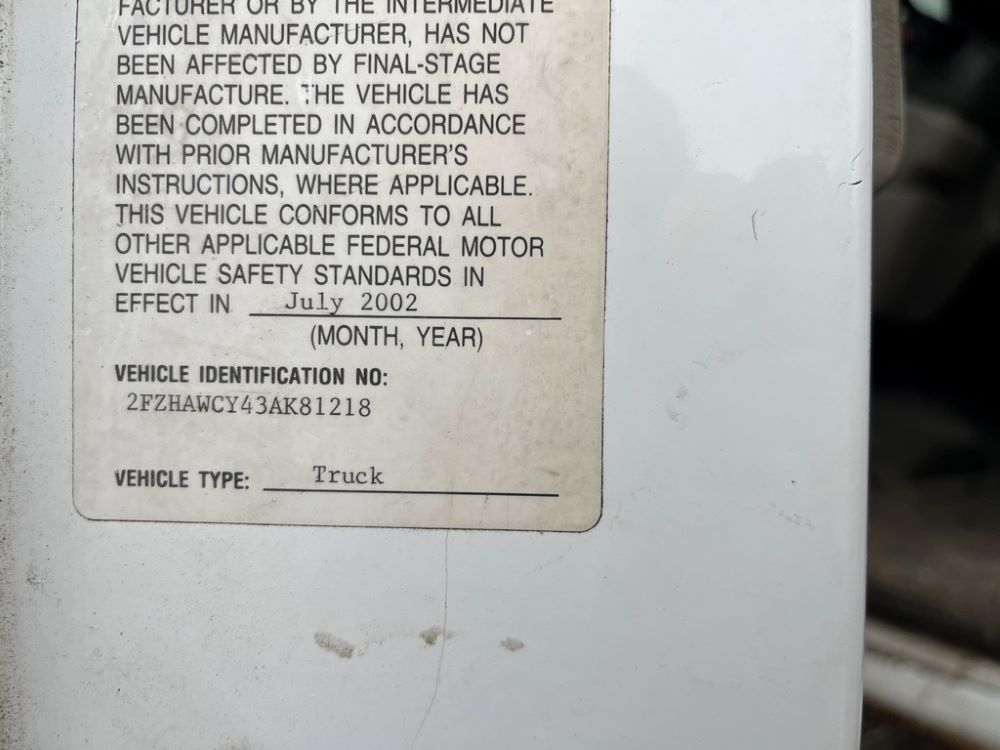 FACTURER OR BY THE INTERMEDIATE
VEHICLE MANUFACTURER, HAS NOT
BEEN AFFECTED BY FINAL-STAGE
MANUFACTURE. THE VEHICLE HAS
BEEN COMPLETED IN ACCORDANCE
WITH PRIOR MANUFACTURER'S
INSTRUCTIONS, WHERE APPLICABLE.
THIS VEHICLE CONFORMS TO ALL
OTHER APPLICABLE FEDERAL MOTOR
VEHICLE SAFETY STANDARDS IN
EFFECT IN July 2002
(MONTH, YEAR)
VEHICLE IDENTIFICATION NO:
2FZHAWCY43AK81218
VEHICLE TYPE: Truck